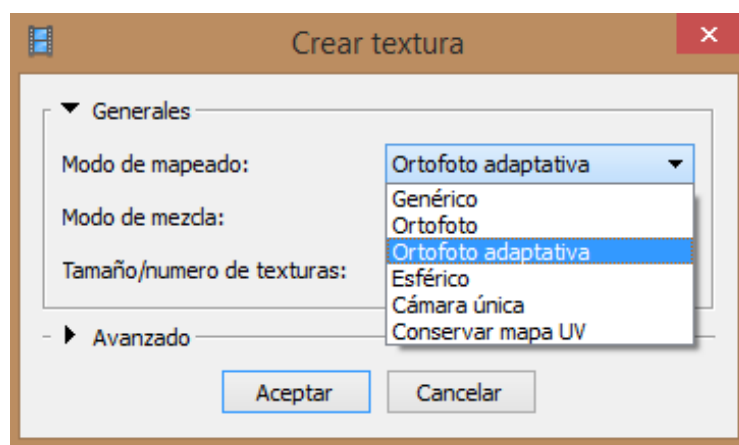 Crear textura
Generales
Modo de mapeado: Ortofoto adaptativa
Genérico
Modo de mezcla: Ortofoto
Ortofoto adaptativa
Tamaño/numero de texturas: Esférico
Cámara única
Avanzado Conservar mapa UV
Aceptar Cancelar